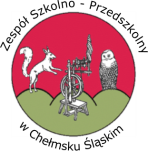 Zespół Szkolno - Przedszkolny
w Chełmsku Śląskim